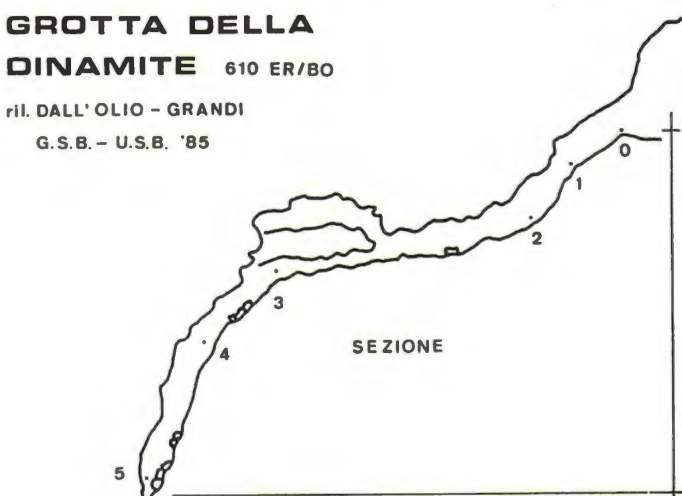 GROTTA DELLA
DINAMITE 610 ER/BO
ril. DALL' OLIO – GRANDI
G.S.B. – U.S.B. '85
0
1
2
3
4
SEZIONE
5